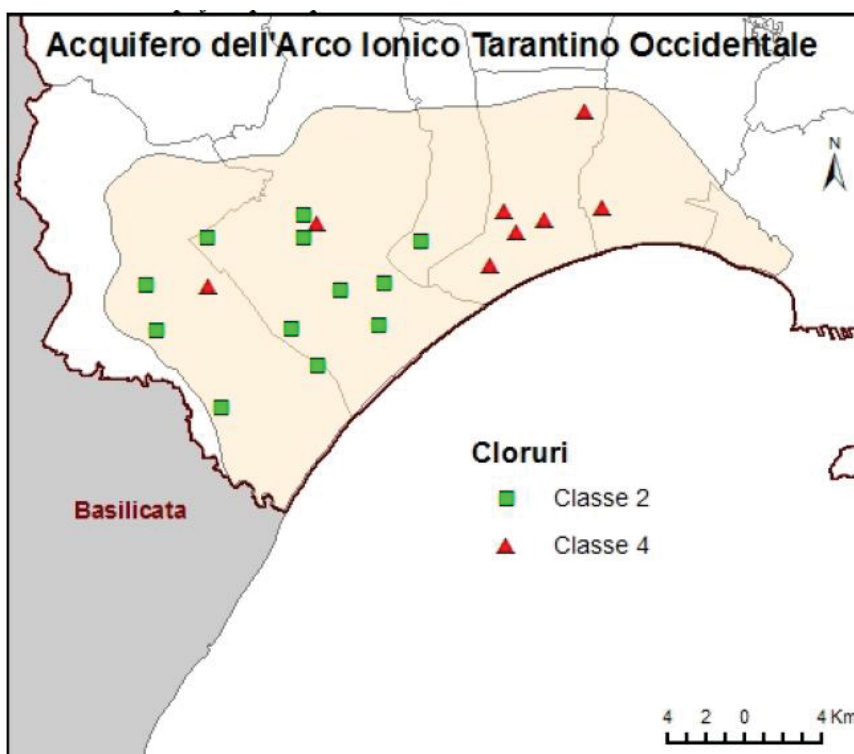 Acquifero dell'Arco Ionico Tarantino Occidentale
N
Cloruri
Classe 2
Classe 4
Basilicata
4 2 0 4 Km